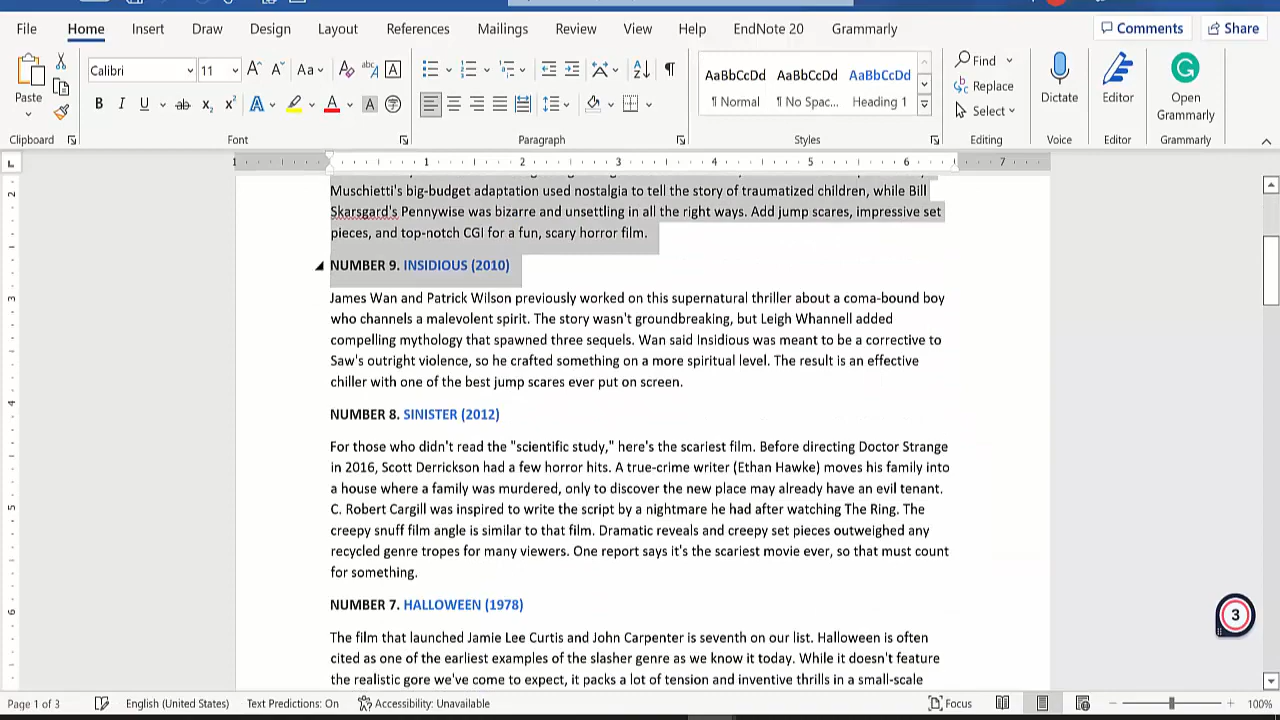 File Home Insert Draw Design Layout References Mailings Review View Help EndNote 20 Grammarly Comments Share
Paste
Calibri 11 Aa
AaBbCcDd AaBbCcDd AaBbCcDd
¶ Normal ¶ No Spac... Heading 1
Find
Replace
Select
Dictate
Editor
Open Grammarly
Clipboard Font Paragraph Styles Editing Voice Editor Grammarly
1 1 2 3 4 5 6 7
Muschietti's big-budget adaptation used nostalgia to tell the story of traumatized children, while Bill
Skarsgard's Pennywise was bizarre and unsettling in all the right ways. Add jump scares, impressive set
pieces, and top-notch CGI for a fun, scary horror film.
NUMBER 9. INSIDIOUS (2010)
James Wan and Patrick Wilson previously worked on this supernatural thriller about a coma-bound boy
who channels a malevolent spirit. The story wasn't groundbreaking, but Leigh Whannell added
compelling mythology that spawned three sequels. Wan said Insidious was meant to be a corrective to
Saw's outright violence, so he crafted something on a more spiritual level. The result is an effective
chiller with one of the best jump scares ever put on screen.
NUMBER 8. SINISTER (2012)
For those who didn't read the "scientific study," here's the scariest film. Before directing Doctor Strange
in 2016, Scott Derrickson had a few horror hits. A true-crime writer (Ethan Hawke) moves his family into
a house where a family was murdered, only to discover the new place may already have an evil tenant.
C. Robert Cargill was inspired to write the script by a nightmare he had after watching The Ring. The
creepy snuff film angle is similar to that film. Dramatic reveals and creepy set pieces outweighed any
recycled genre tropes for many viewers. One report says it's the scariest movie ever, so that must count
for something.
NUMBER 7. HALLOWEEN (1978)
The film that launched Jamie Lee Curtis and John Carpenter is seventh on our list. Halloween is often
cited as one of the earliest examples of the slasher genre as we know it today. While it doesn't feature
the realistic gore we've come to expect, it packs a lot of tension and inventive thrills in a small-scale
3
Page 1 of 3 English (United States) Text Predictions: On Accessibility: Unavailable Focus 100%